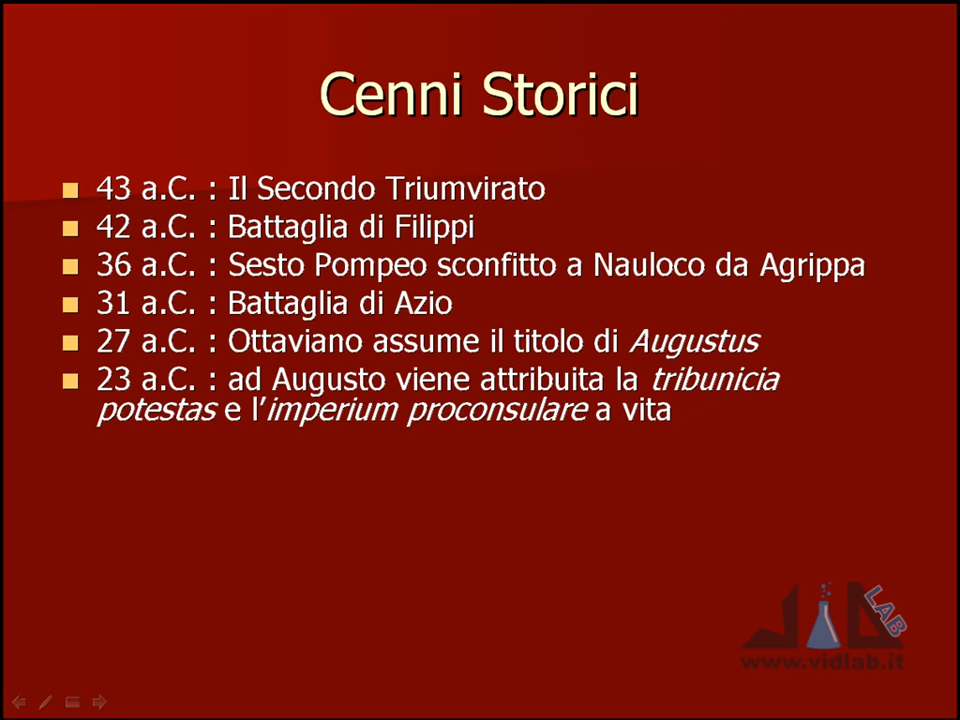 Cenni Storici
43 a.C. : Il Secondo Triumvirato
42 a.C. : Battaglia di Filippi
36 a.C. : Sesto Pompeo sconfitto a Nauloco da Agrippa
31 a.C. : Battaglia di Azio
27 a.C. : Ottaviano assume il titolo di Augustus
23 a.C. : ad Augusto viene attribuita la tribunicia
potestas e l'imperium proconsulare a vita
LAB
www.vidlab.it